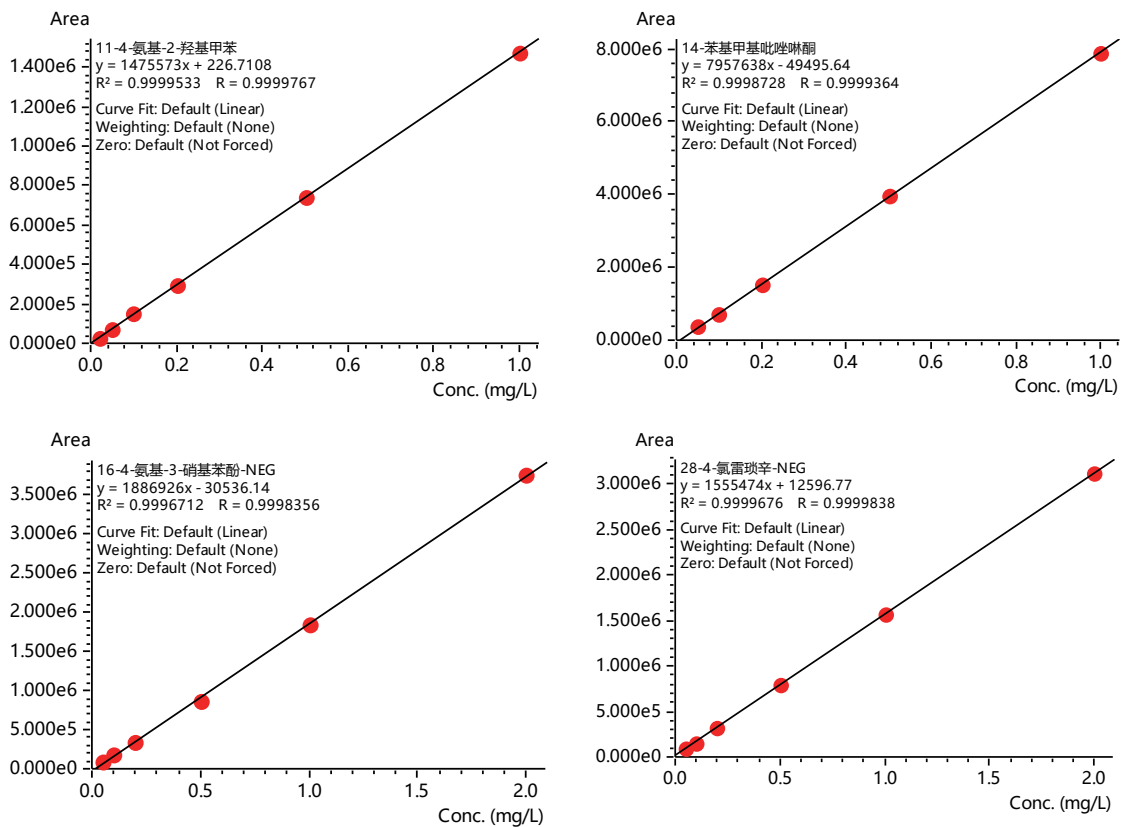 Area
11-4-氨基-2-羟基甲苯
y = 1475573x + 226.7108
R² = 0.9999533 R = 0.9999767
Curve Fit: Default (Linear)
Weighting: Default (None)
Zero: Default (Not Forced)
1.400e6
1.200e6
1.000e6
8.000e5
6.000e5
4.000e5
2.000e5
0.000e0
0.0 0.2 0.4 0.6 0.8 1.0
Conc. (mg/L)
Area
14-苯基甲基吡唑啉酮
y = 7957638x - 49495.64
R² = 0.9998728 R = 0.9999364
Curve Fit: Default (Linear)
Weighting: Default (None)
Zero: Default (Not Forced)
8.000e6
6.000e6
4.000e6
2.000e6
0.000e0
0.0 0.2 0.4 0.6 0.8 1.0
Conc. (mg/L)
Area
16-4-氨基-3-硝基苯酚-NEG
y = 1886926x - 30536.14
R² = 0.9996712 R = 0.9998356
Curve Fit: Default (Linear)
Weighting: Default (None)
Zero: Default (Not Forced)
3.500e6
3.000e6
2.500e6
2.000e6
1.500e6
1.000e6
5.000e5
0.000e0
0.0 0.5 1.0 1.5 2.0
Conc. (mg/L)
Area
28-4-氯雷琐辛-NEG
y = 1555474x + 12596.77
R² = 0.9999676 R = 0.9999838
Curve Fit: Default (Linear)
Weighting: Default (None)
Zero: Default (Not Forced)
3.000e6
2.500e6
2.000e6
1.500e6
1.000e6
5.000e5
0.000e0
0.0 0.5 1.0 1.5 2.0
Conc. (mg/L)